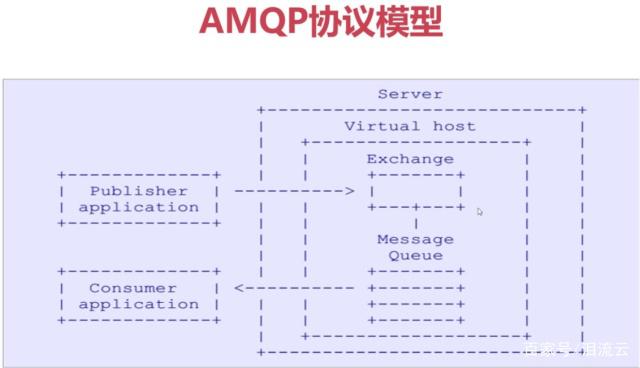 AMQP协议模型
Server
Virtual host
Exchange
Publisher
application
Message
Queue
Consumer
application
百家号/泪流云